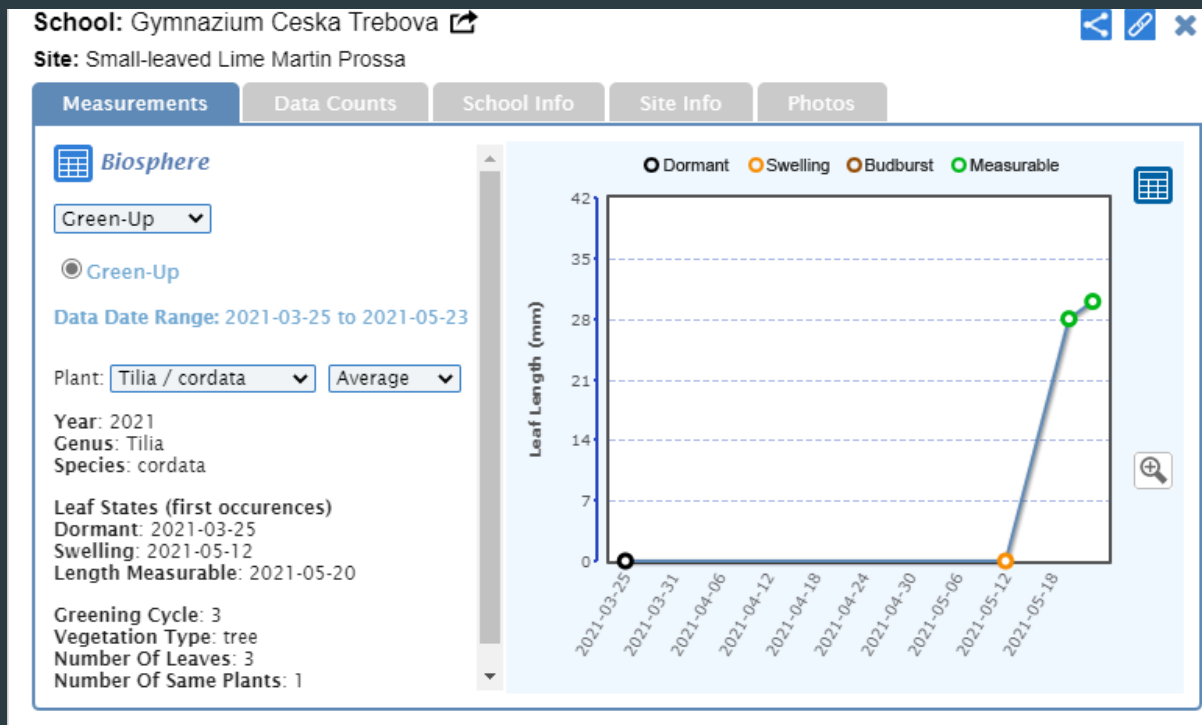 School: Gymnazium Ceska Trebova
Site: Small-leaved Lime Martin Prossa
Measurements Data Counts School Info Site Info Photos
Biosphere
Green-Up
Green-Up
Data Date Range: 2021-03-25 to 2021-05-23
Plant: Tilia / cordata Average
Year: 2021
Genus: Tilia
Species: cordata
Leaf States (first occurences)
Dormant: 2021-03-25
Swelling: 2021-05-12
Length Measurable: 2021-05-20
Greening Cycle: 3
Vegetation Type: tree
Number Of Leaves: 3
Number Of Same Plants: 1
Dormant Swelling Budburst Measurable
Leaf Length (mm)
42
35
28
21
14
7
0
2021-03-25 2021-03-31 2021-04-06 2021-04-12 2021-04-18 2021-04-24 2021-04-30 2021-05-06 2021-05-12 2021-05-18